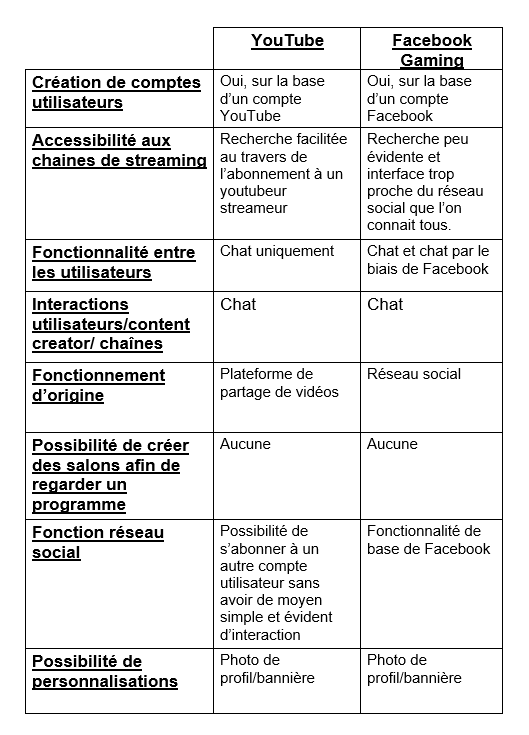 YouTube
Facebook
Gaming
Création de comptes
utilisateurs
Oui, sur la base
d’un compte
YouTube
Oui, sur la base
d’un compte
Facebook
Accessibilité aux
chaines de streaming
Recherche facilitée
au travers de
l’abonnement à un
youtubeur
streameur
Recherche peu
évidente et
interface trop
proche du réseau
social que l’on
connait tous.
Fonctionnalité entre
les utilisateurs
Chat uniquement
Chat et chat par le
biais de Facebook
Interactions
utilisateurs/content
creator/ chaînes
Chat
Chat
Fonctionnement
d’origine
Plateforme de
partage de vidéos
Réseau social
Possibilité de créer
des salons afin de
regarder un
programme
Aucune
Aucune
Fonction réseau
social
Possibilité de
s’abonner à un
autre compte
utilisateur sans
avoir de moyen
simple et évident
d’interaction
Fonctionnalité de
base de Facebook
Possibilité de
personnalisations
Photo de
profil/bannière
Photo de
profil/bannière